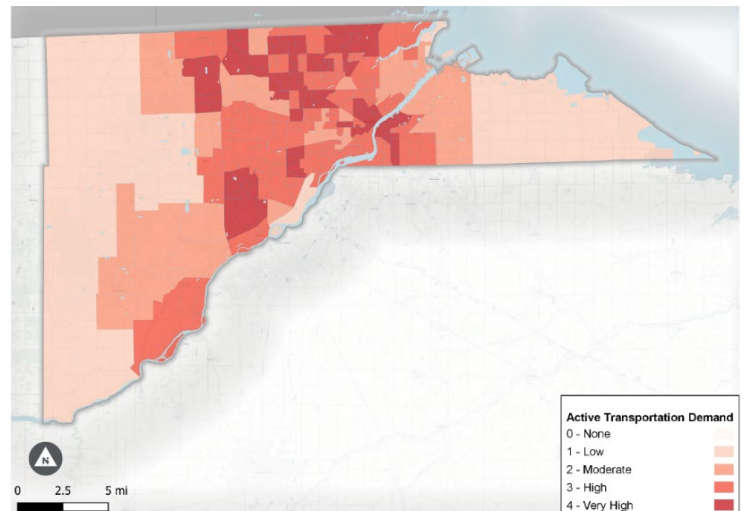 Active Transportation Demand
0 - None
1 - Low
2 - Moderate
3 - High
4 - Very High
N
0 2.5 5 mi